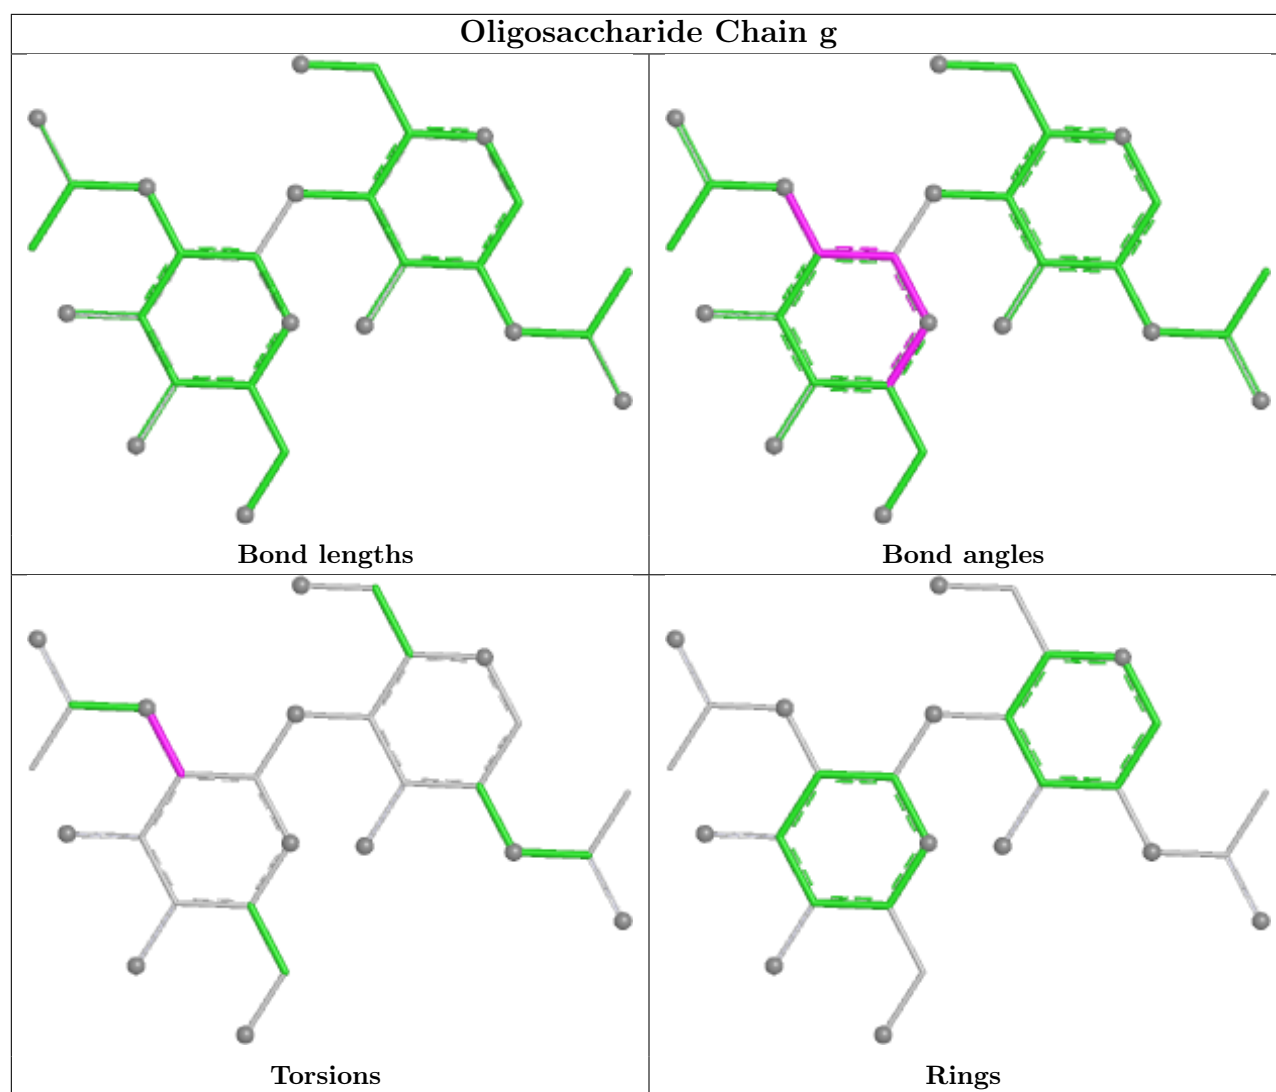 Oligosaccharide Chain g
Bond lengths
Bond angles
Torsions
Rings